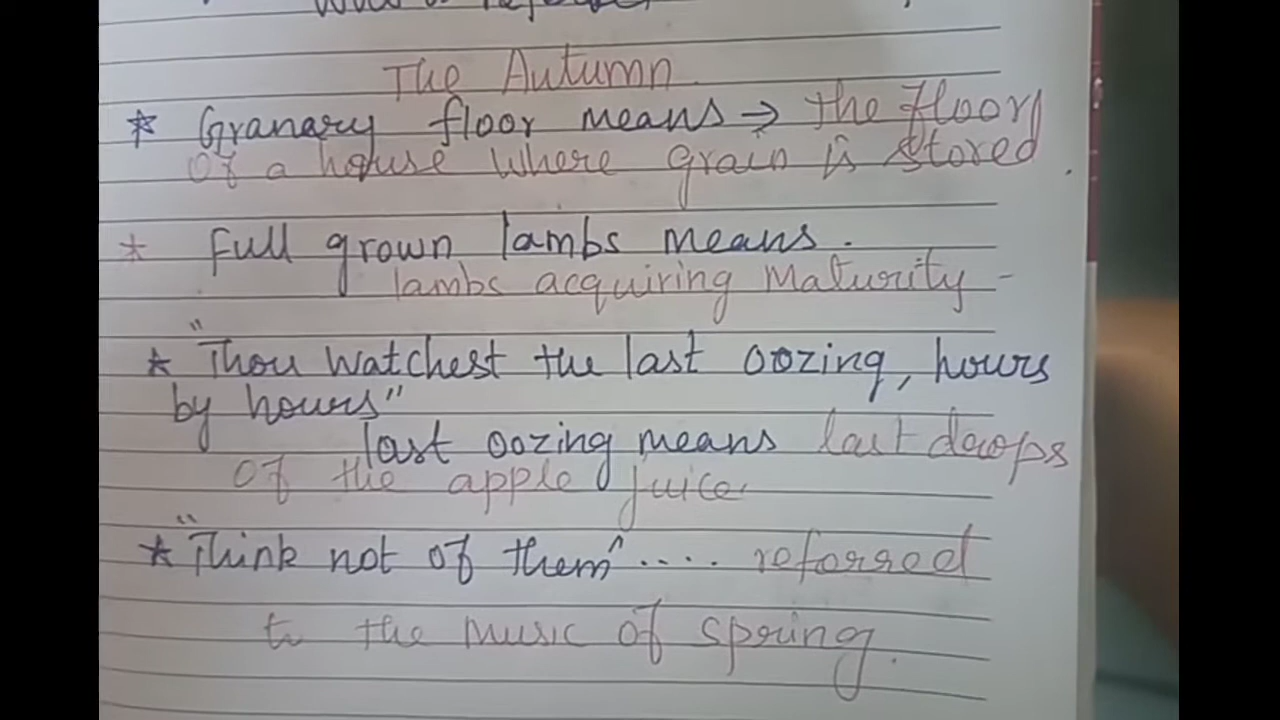 The Autumn
* Granary floor means → the floor
of a house where grain is stored.
* Full grown lambs means.
lambs acquiring Maturity -
* "Thou Watchest the last oozing, hours
by hours"
last oozing means last drops
of the apple juice.
* "Think not of them" .... referred
to the music of spring.